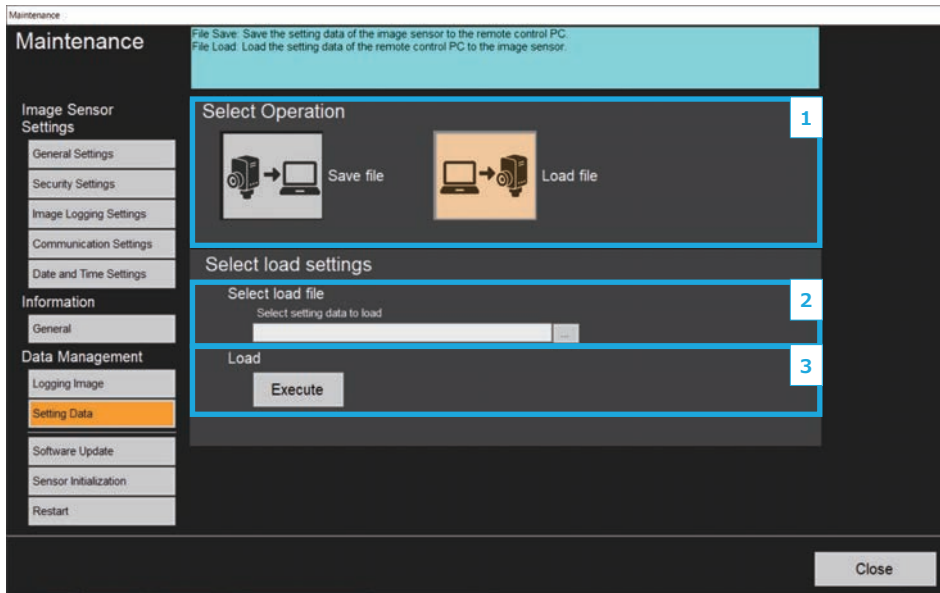 Maintenance
Maintenance
File Save: Save the setting data of the image sensor to the remote control PC.
File Load: Load the setting data of the remote control PC to the image sensor.
Image Sensor
Settings
General Settings
Security Settings
Image Logging Settings
Communication Settings
Date and Time Settings
Information
General
Data Management
Logging Image
Setting Data
Software Update
Sensor Initialization
Restart
Select Operation
1
Save file
Load file
Select load settings
Select load file
2
Select setting data to load
...
Load
3
Execute
Close